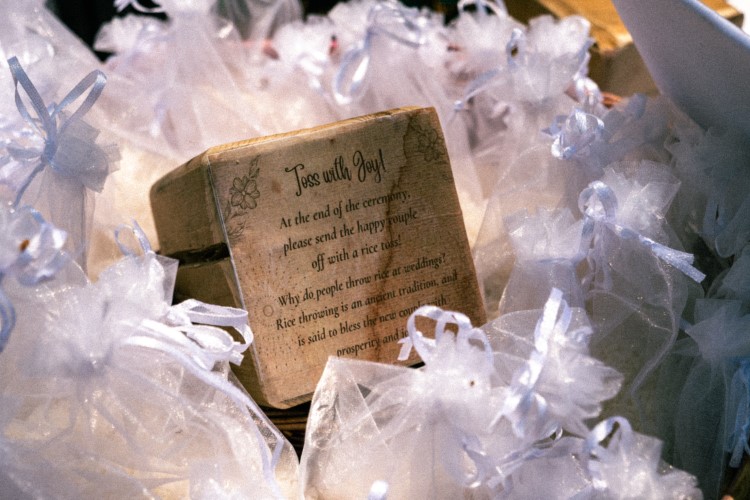 Toss with Joy!
At the end of the ceremony,
please send the happy couple
off with a rice toss!
Why do people throw rice at weddings?
Rice throwing is an ancient tradition, and
is said to bless the new couple with
prosperity and